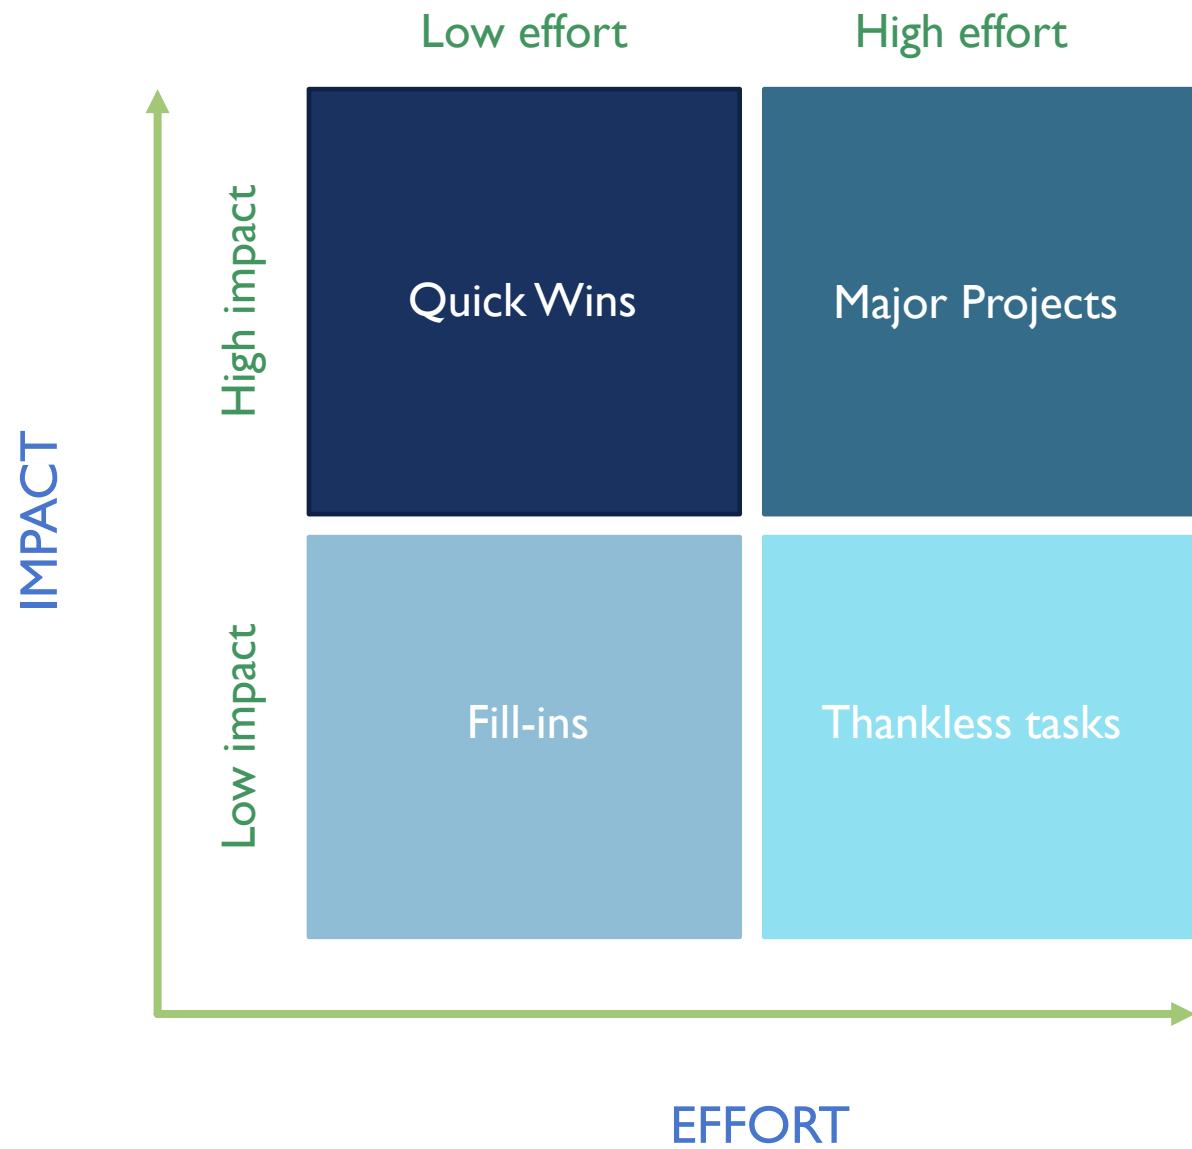 Low effort
High effort
High impact
Quick Wins
Major Projects
IMPACT
Low impact
Fill-ins
Thankless tasks
EFFORT